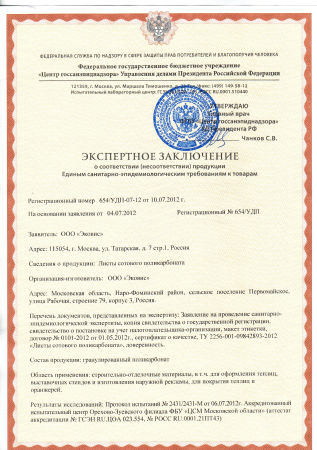 ФЕДЕРАЛЬНАЯ СЛУЖБА ПО НАДЗОРУ В СФЕРЕ ЗАЩИТЫ ПРАВ ПОТРЕБИТЕЛЕЙ И БЛАГОПОЛУЧИЯ ЧЕЛОВЕКА
Федеральное государственное бюджетное учреждение
«Центр госсанэпиднадзора» Управления делами Президента Российской Федерации
121359, г. Москва, ул. Маршала Тимошенко, факс: (499) 149-58-12
Испытательный лабораторный центр RU.0001.510440
УТВЕРЖДАЮ
Главный врач
«Центр госсанэпиднадзора»
Президента РФ
Чанков С.В.
ЭКСПЕРТНОЕ ЗАКЛЮЧЕНИЕ
о соответствии (несоответствии) продукции
Единым санитарно-эпидемиологическим требованиям к товарам
Регистрационный номер 654/УДП-07-12 от 10.07.2012 г.
На основании заявления от 04.07.2012 Регистрационный № 654/УДП
Заявитель: ООО «Эковис»
Адрес: 115054, г. Москва, ул. Татарская, д. 7 стр.1, Россия
Сведения о продукции: Листы сотового поликарбоната
Организация-изготовитель: ООО «Эковис»
Адрес: Московская область, Наро-Фоминский район, сельское поселение Первомайское,
улица Рабочая, строение 79, корпус 3, Россия.
Перечень документов, представленных на экспертизу: Заявление на проведение санитарно-
эпидемиологической экспертизы, копия свидетельства о государственной регистрации,
свидетельство о постановке на учет налогоплательщика-организации, макет этикетки,
договор № 0101-2012 от 01.05.2012г., сертификат о качестве, ТУ 2256-001-09842893-2012
«Листы сотового поликарбоната», доверенность.
Состав продукции: гранулированный поликарбонат
Область применения: строительно-отделочные материалы, в т.ч. для оформления теплиц,
выставочных стендов и изготовления наружной рекламы, для покрытия теплиц и
оранжерей.
Результаты исследований: Протокол испытаний № 2431/2431-М от 06.07.2012г. Аккредитованный
испытательный центр Орехово-Зуевского филиала ФБУ «ЦСМ Московской области» (аттестат
аккредитации № ГСЭН RU.ЦОА 023.554, № РОСС RU.0001.21ПТ43)